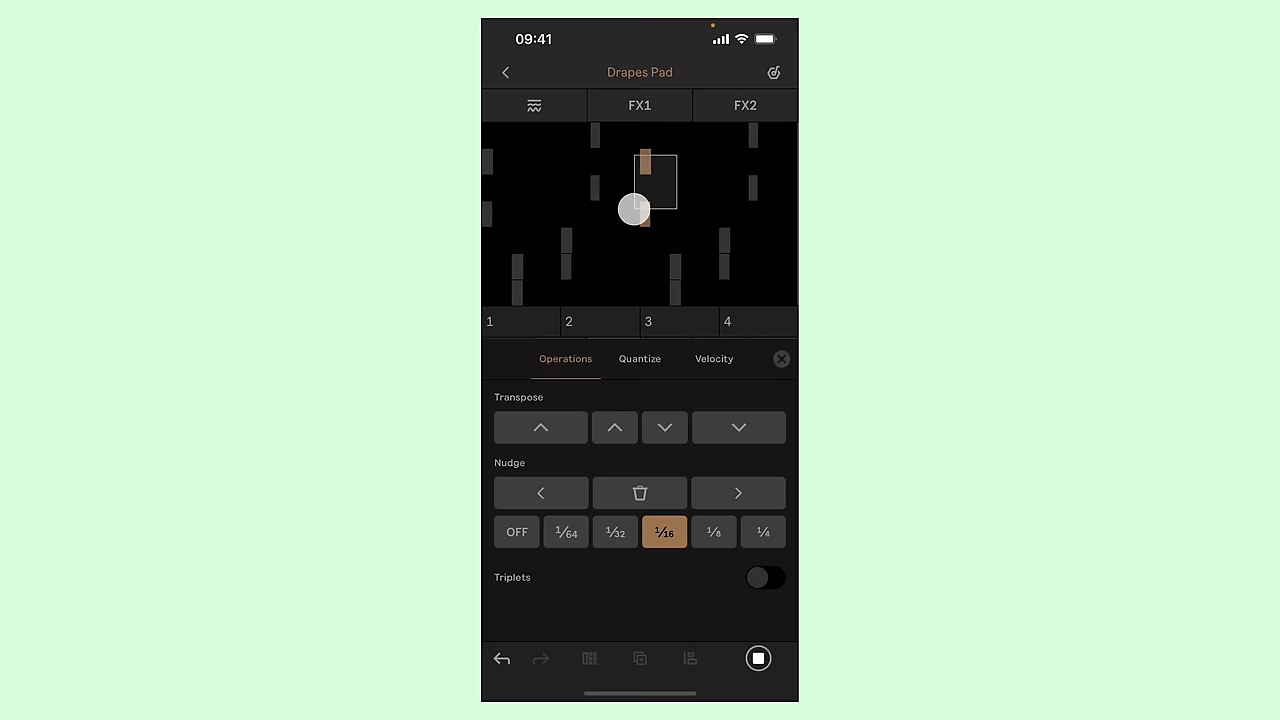 09:41
Drapes Pad
FX1 FX2
1 2 3 4
Operations Quantize Velocity
Transpose
Nudge
OFF 1/64 1/32 1/16 1/8 1/4
Triplets